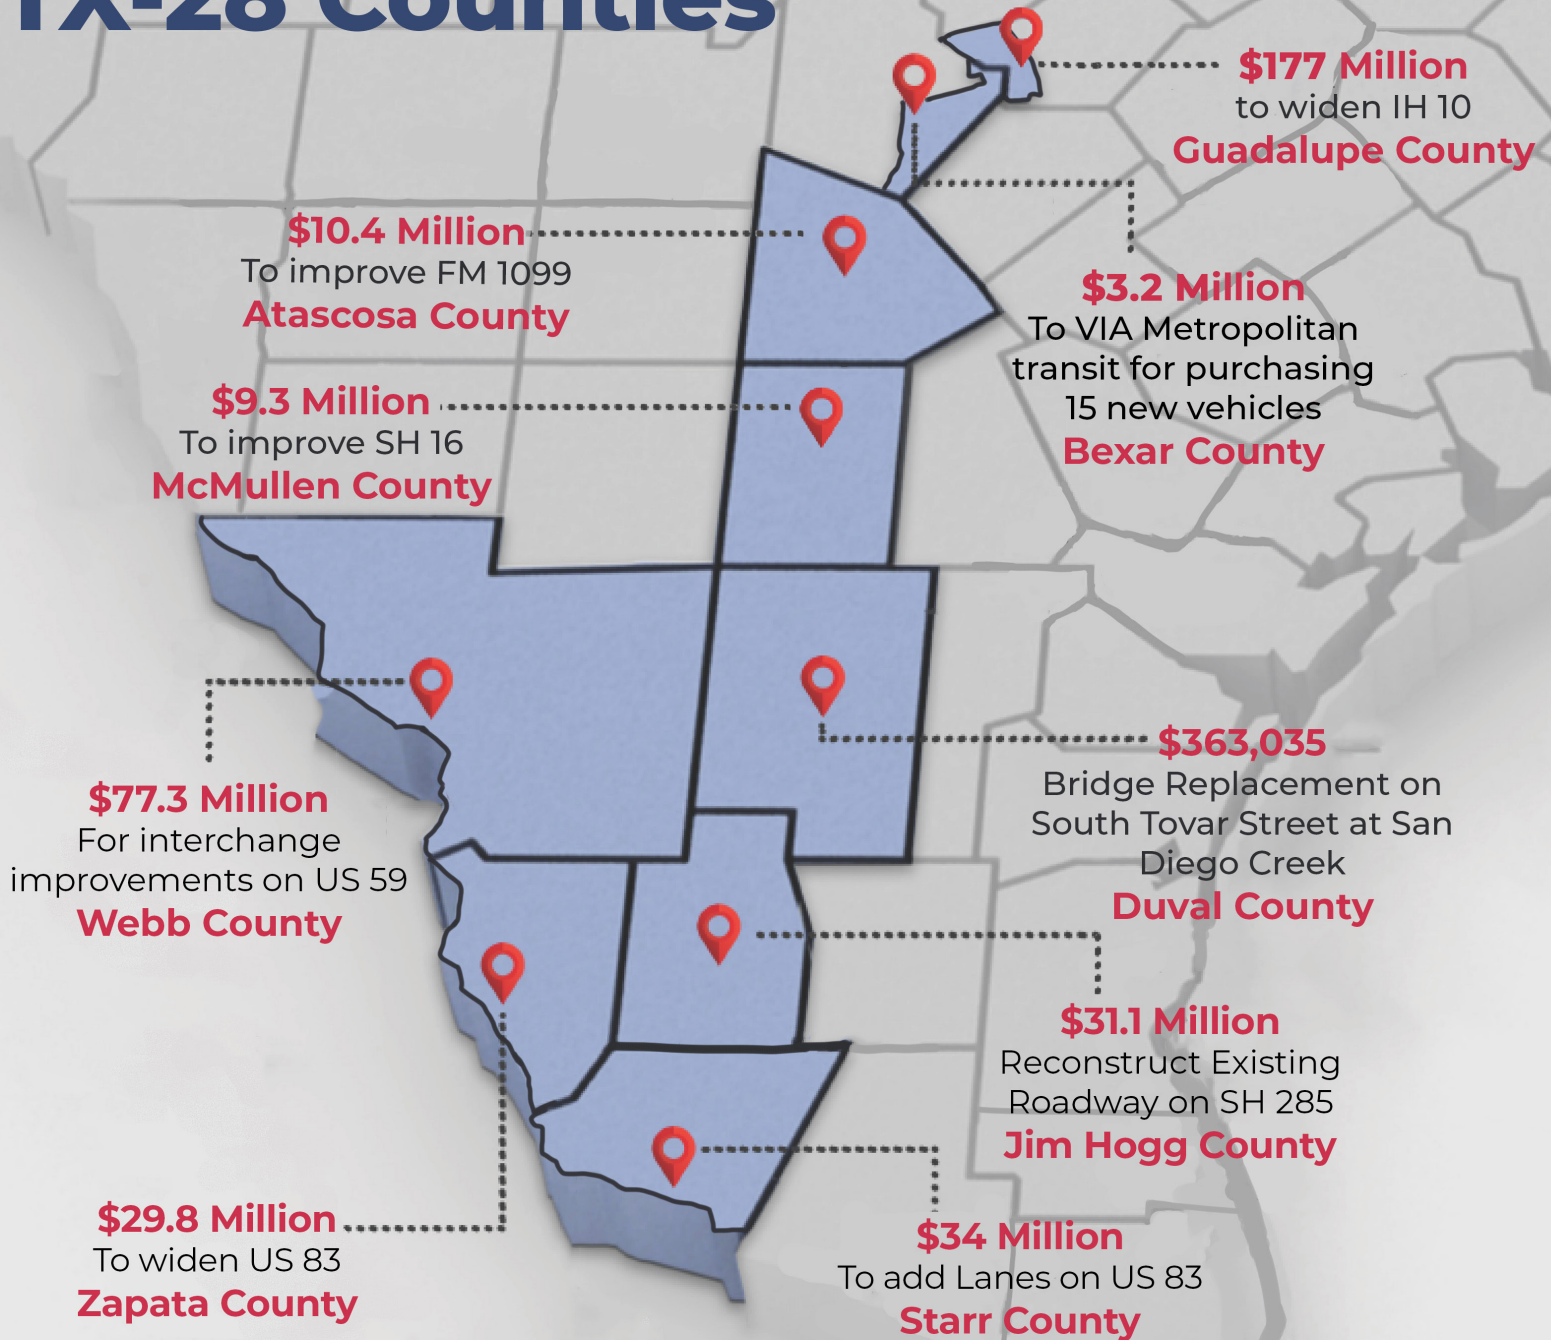 TX-28 Counties
$177 Million
to widen IH 10
Guadalupe County
$10.4 Million
To improve FM 1099
Atascosa County
$3.2 Million
To VIA Metropolitan
transit for purchasing
15 new vehicles
Bexar County
$9.3 Million
To improve SH 16
McMullen County
$363,035
Bridge Replacement on
South Tovar Street at San
Diego Creek
Duval County
$77.3 Million
For interchange
improvements on US 59
Webb County
$31.1 Million
Reconstruct Existing
Roadway on SH 285
Jim Hogg County
$29.8 Million
To widen US 83
Zapata County
$34 Million
To add Lanes on US 83
Starr County